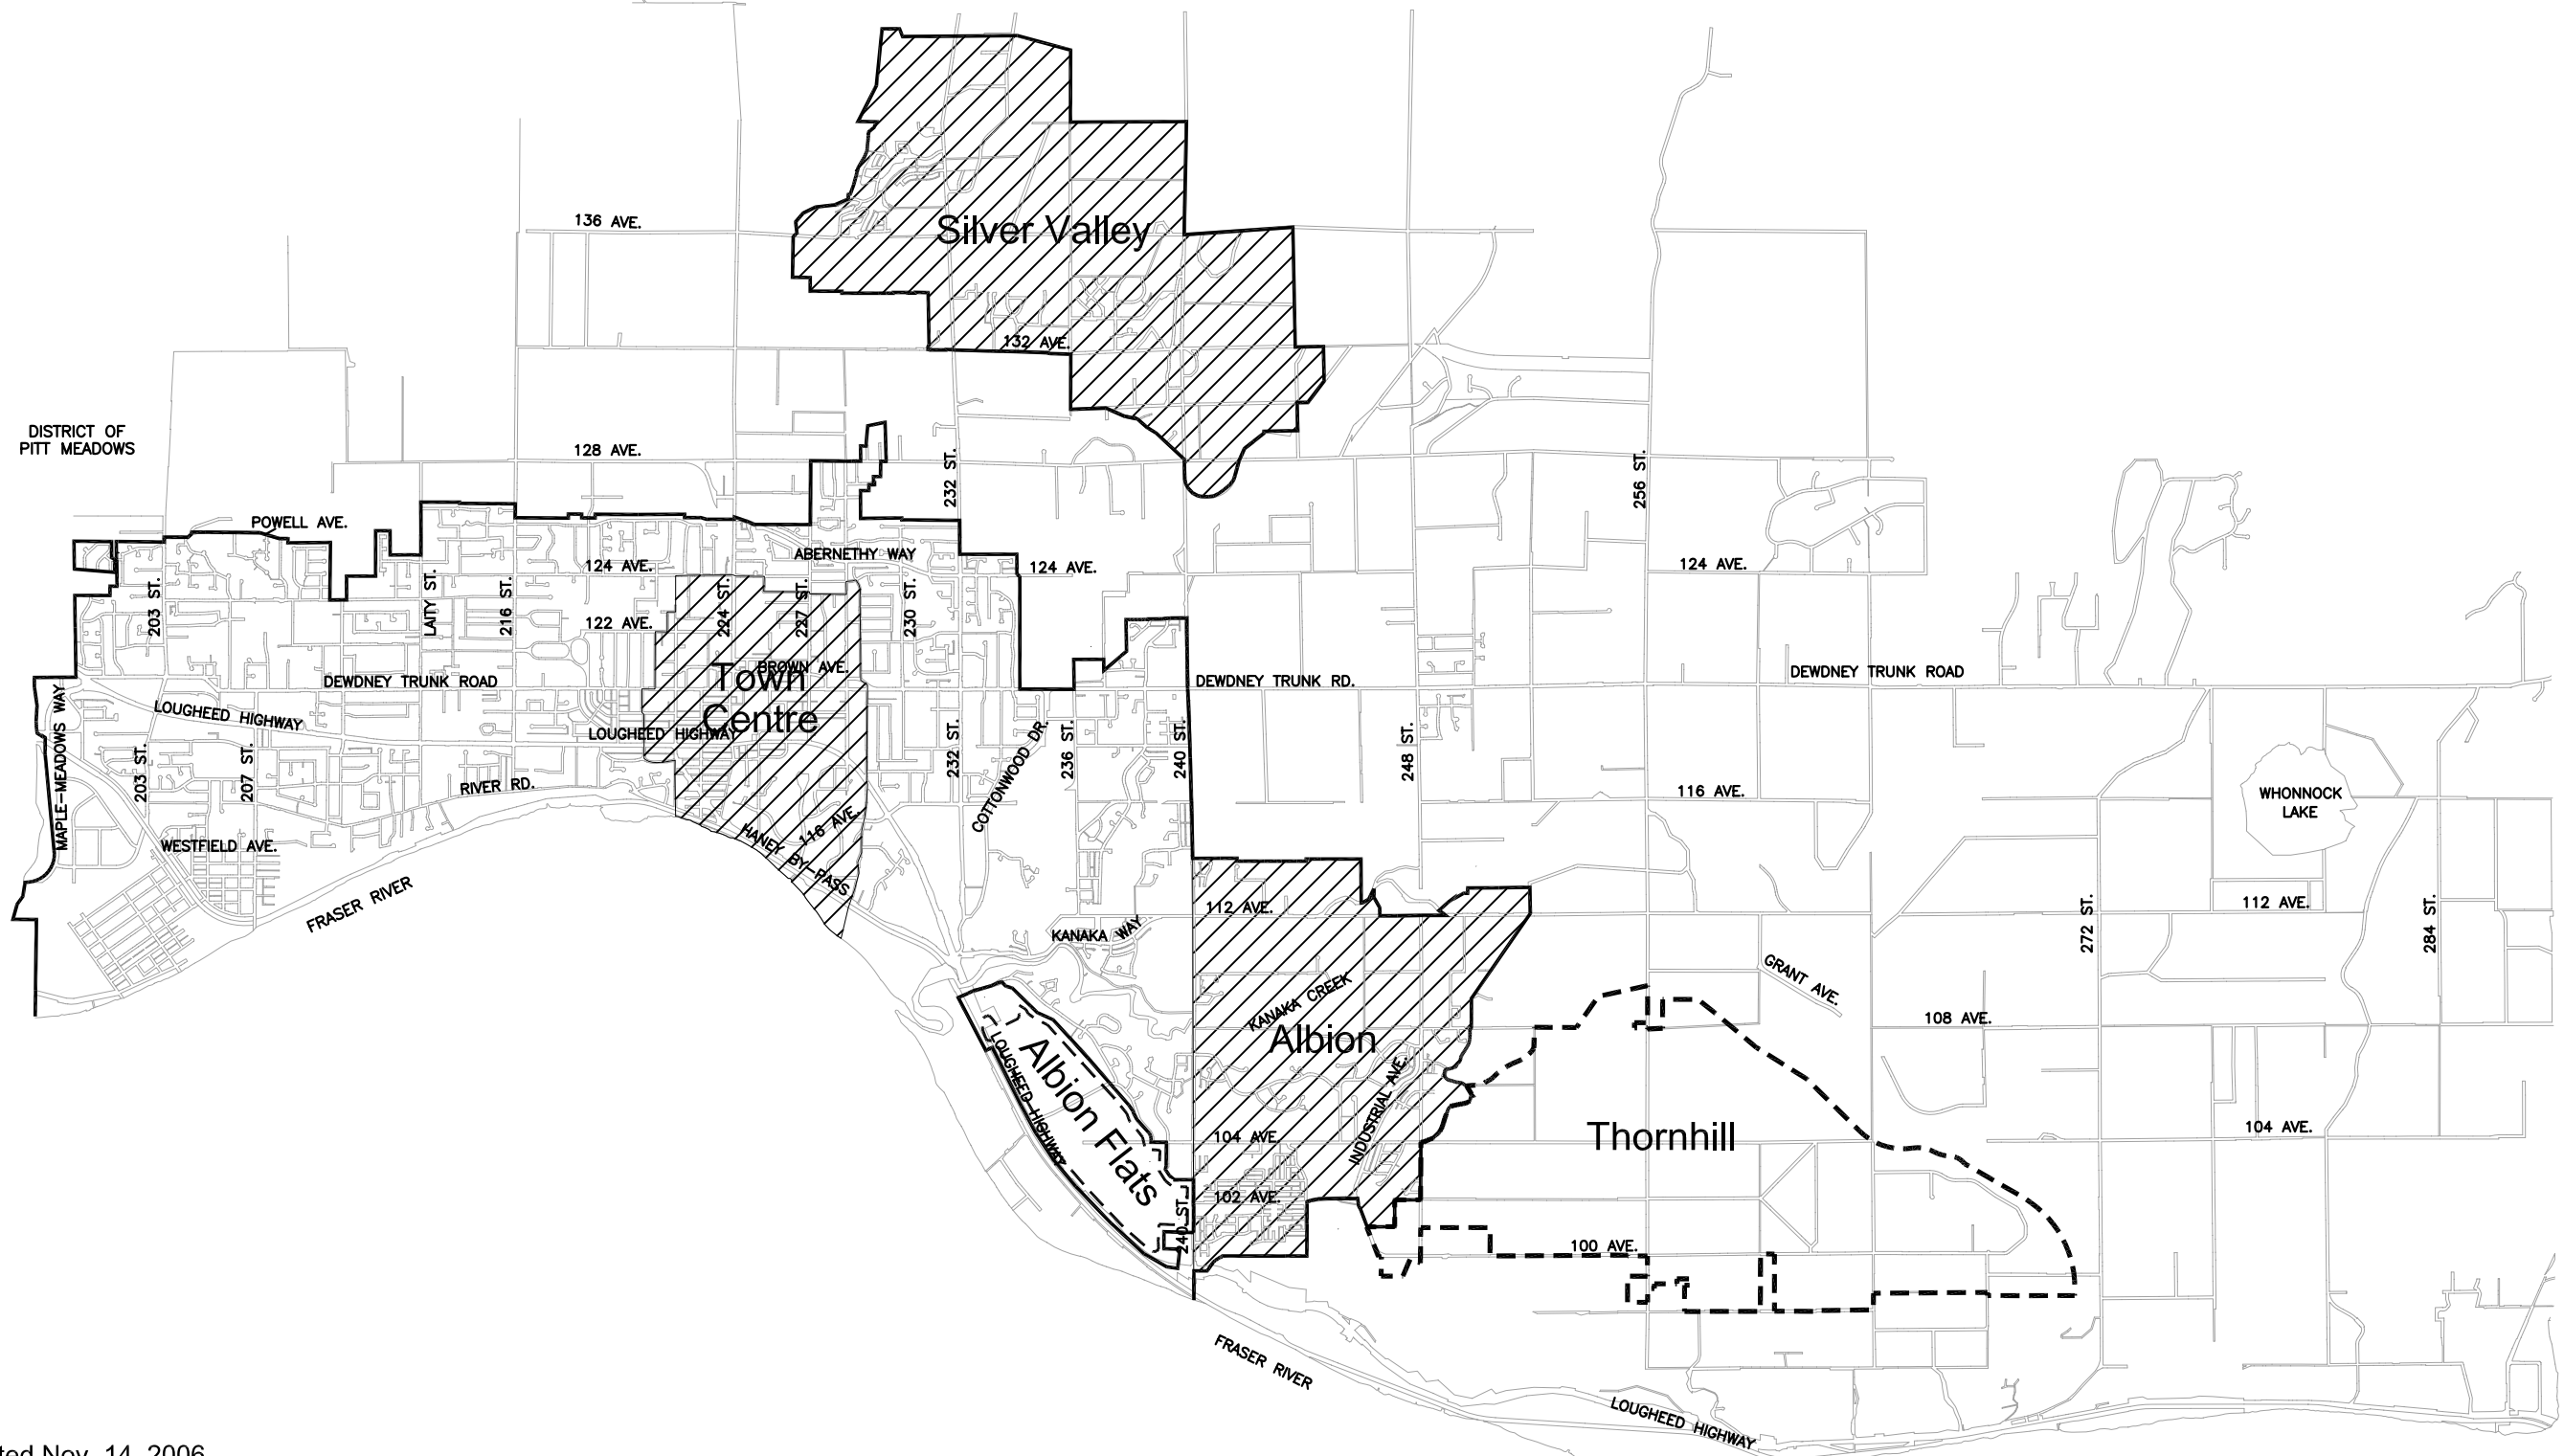 Silver Valley
136 AVE.
132 AVE.
DISTRICT OF
PITT MEADOWS
128 AVE.
232 ST.
256 ST.
POWELL AVE.
ABERNETHY WAY
124 AVE.
124 AVE.
124 AVE.
203 ST.
LAITY ST.
216 ST.
122 AVE.
224 ST.
227 ST.
230 ST.
BROWN AVE.
Town
Centre
DEWDNEY TRUNK ROAD
DEWDNEY TRUNK RD.
DEWDNEY TRUNK ROAD
MAPLE-MEADOWS WAY
LOUGHEED HIGHWAY
LOUGHEED HIGHWAY
203 ST.
207 ST.
RIVER RD.
232 ST.
COTTONWOOD DR.
236 ST.
240 ST.
248 ST.
116 AVE.
WHONNOCK
LAKE
WESTFIELD AVE.
HANEY BY-PASS
116 AVE.
FRASER RIVER
KANAKA WAY
112 AVE.
272 ST.
112 AVE.
284 ST.
GRANT AVE.
KANAKA CREEK
Albion
108 AVE.
LOUGHEED HIGHWAY
Albion Flats
INDUSTRIAL AVE.
104 AVE.
Thornhill
104 AVE.
102 AVE.
240 ST.
100 AVE.
FRASER RIVER
LOUGHEED HIGHWAY
Nov. 14, 2006